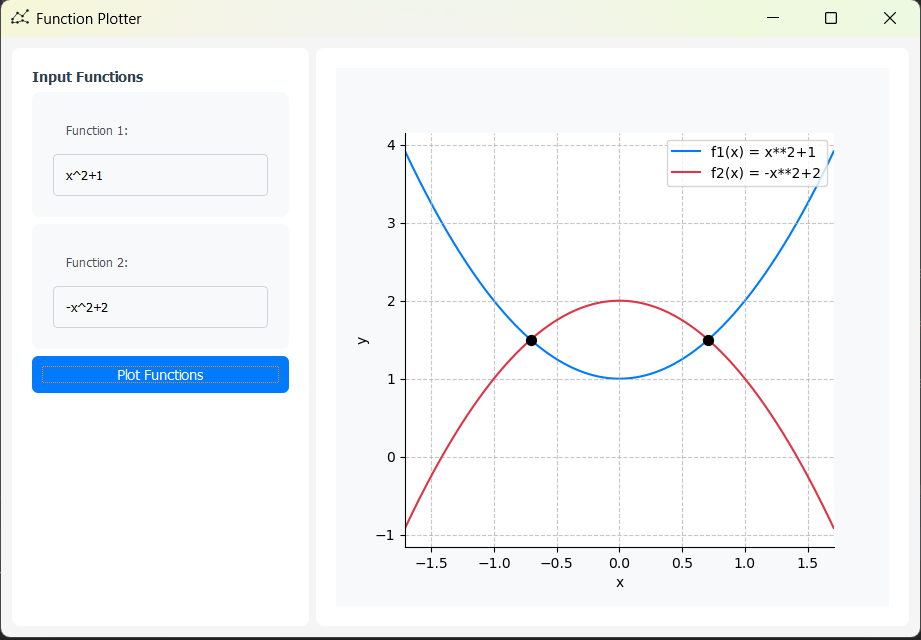 Function Plotter
Input Functions
Function 1:
x^2+1
Function 2:
-x^2+2
Plot Functions
f1(x) = x**2+1
f2(x) = -x**2+2
4
3
2
1
0
−1
y
−1.5 −1.0 −0.5 0.0 0.5 1.0 1.5
x